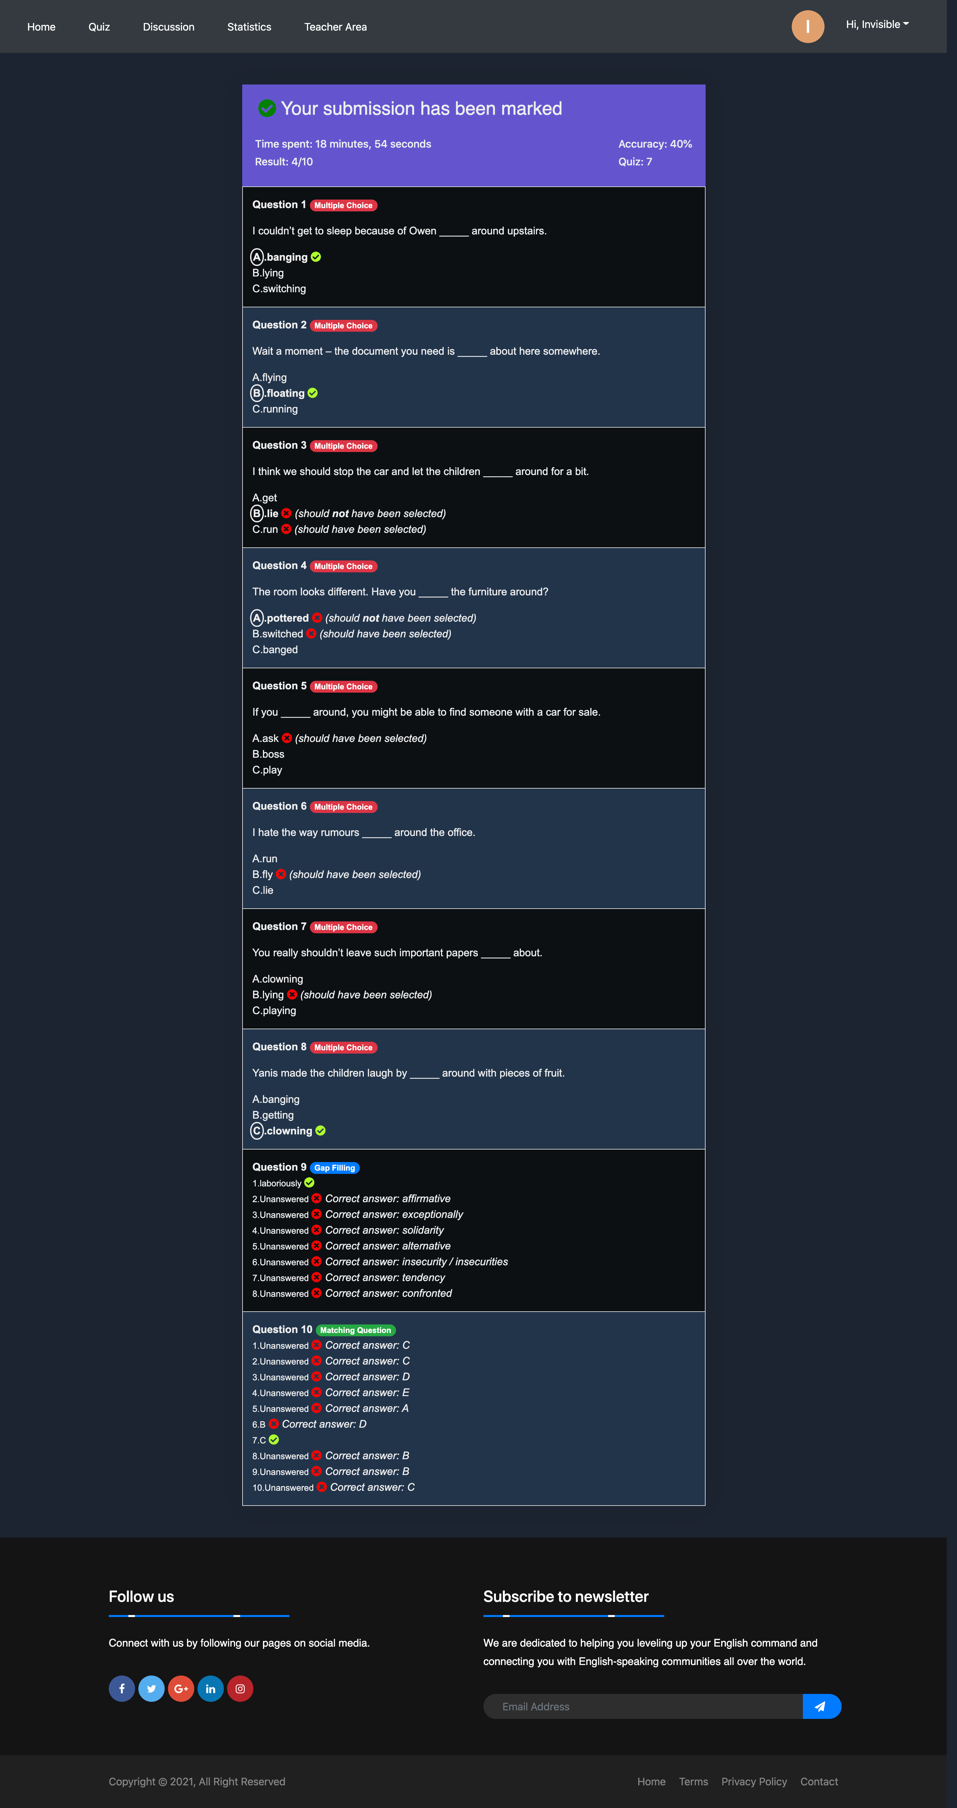 Home Quiz Discussion Statistics Teacher Area I Hi, Invisible
Your submission has been marked
Time spent: 18 minutes, 54 seconds Accuracy: 40%
Result: 4/10 Quiz: 7
Question 1 Multiple Choice
I couldn't get to sleep because of Owen _____ around upstairs.
A.banging
B.lying
C.switching
Question 2 Multiple Choice
Wait a moment – the document you need is _____ about here somewhere.
A.flying
B.floating
C.running
Question 3 Multiple Choice
I think we should stop the car and let the children _____ around for a bit.
A.get
B.lie (should not have been selected)
C.run (should have been selected)
Question 4 Multiple Choice
The room looks different. Have you _____ the furniture around?
A.pottered (should not have been selected)
B.switched (should have been selected)
C.banged
Question 5 Multiple Choice
If you _____ around, you might be able to find someone with a car for sale.
A.ask (should have been selected)
B.boss
C.play
Question 6 Multiple Choice
I hate the way rumours _____ around the office.
A.run
B.fly (should have been selected)
C.lie
Question 7 Multiple Choice
You really shouldn't leave such important papers _____ about.
A.clowning
B.lying (should have been selected)
C.playing
Question 8 Multiple Choice
Yanis made the children laugh by _____ around with pieces of fruit.
A.banging
B.getting
C.clowning
Question 9 Gap Filling
1.laboriously
2.Unanswered Correct answer: affirmative
3.Unanswered Correct answer: exceptionally
4.Unanswered Correct answer: solidarity
5.Unanswered Correct answer: alternative
6.Unanswered Correct answer: insecurity / insecurities
7.Unanswered Correct answer: tendency
8.Unanswered Correct answer: confronted
Question 10 Matching Question
1.Unanswered Correct answer: C
2.Unanswered Correct answer: C
3.Unanswered Correct answer: D
4.Unanswered Correct answer: E
5.Unanswered Correct answer: A
6.B Correct answer: D
7.C
8.Unanswered Correct answer: B
9.Unanswered Correct answer: B
10.Unanswered Correct answer: C
Follow us
Connect with us by following our pages on social media.
f G+ in
Subscribe to newsletter
We are dedicated to helping you leveling up your English command and
connecting you with English-speaking communities all over the world.
Email Address
Copyright © 2021, All Right Reserved Home Terms Privacy Policy Contact